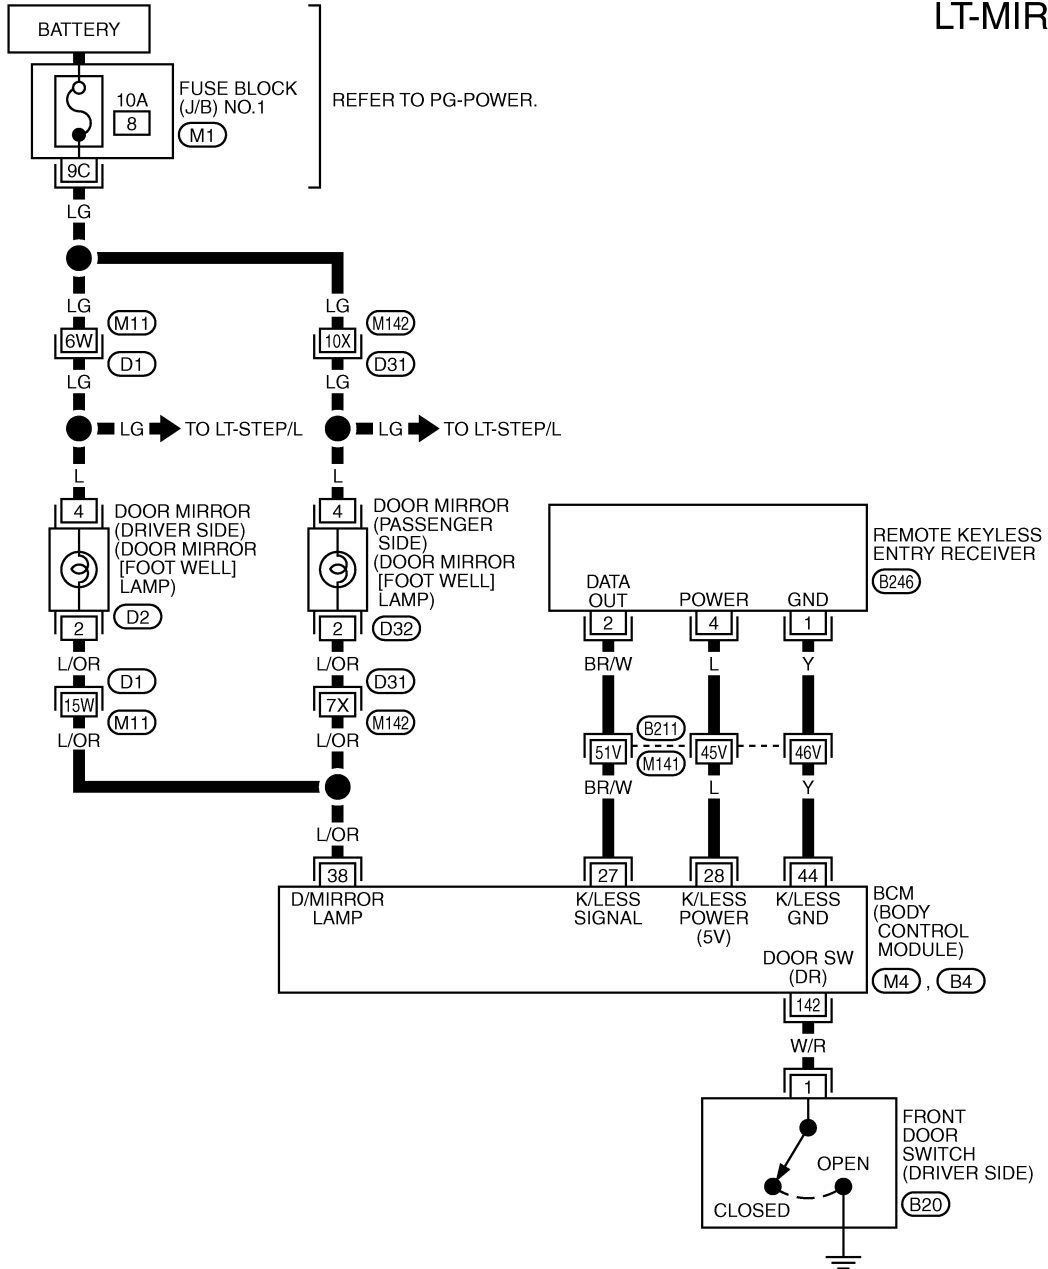 LT-MIR
BATTERY
10A
8
FUSE BLOCK
(J/B) NO.1
M1
REFER TO PG-POWER.
9C
LG
LG
LG
M11
M142
6W
10X
D1
D31
LG
LG
LG
TO LT-STEP/L
LG
TO LT-STEP/L
L
L
4
DOOR MIRROR
(DRIVER SIDE)
(DOOR MIRROR
[FOOT WELL]
LAMP)
D2
2
4
DOOR MIRROR
(PASSENGER
SIDE)
(DOOR MIRROR
[FOOT WELL]
LAMP)
D32
2
REMOTE KEYLESS
ENTRY RECEIVER
B246
DATA
OUT
POWER
GND
2
4
1
L/OR
L/OR
BR/W
L
Y
D1
D31
15W
7X
M11
M142
B211
M141
51V
45V
46V
L/OR
L/OR
BR/W
L
Y
L/OR
38
27
28
44
D/MIRROR
LAMP
K/LESS
SIGNAL
K/LESS
POWER
(5V)
K/LESS
GND
BCM
(BODY
CONTROL
MODULE)
M4 , B4
DOOR SW
(DR)
142
W/R
1
FRONT
DOOR
SWITCH
(DRIVER SIDE)
B20
OPEN
CLOSED